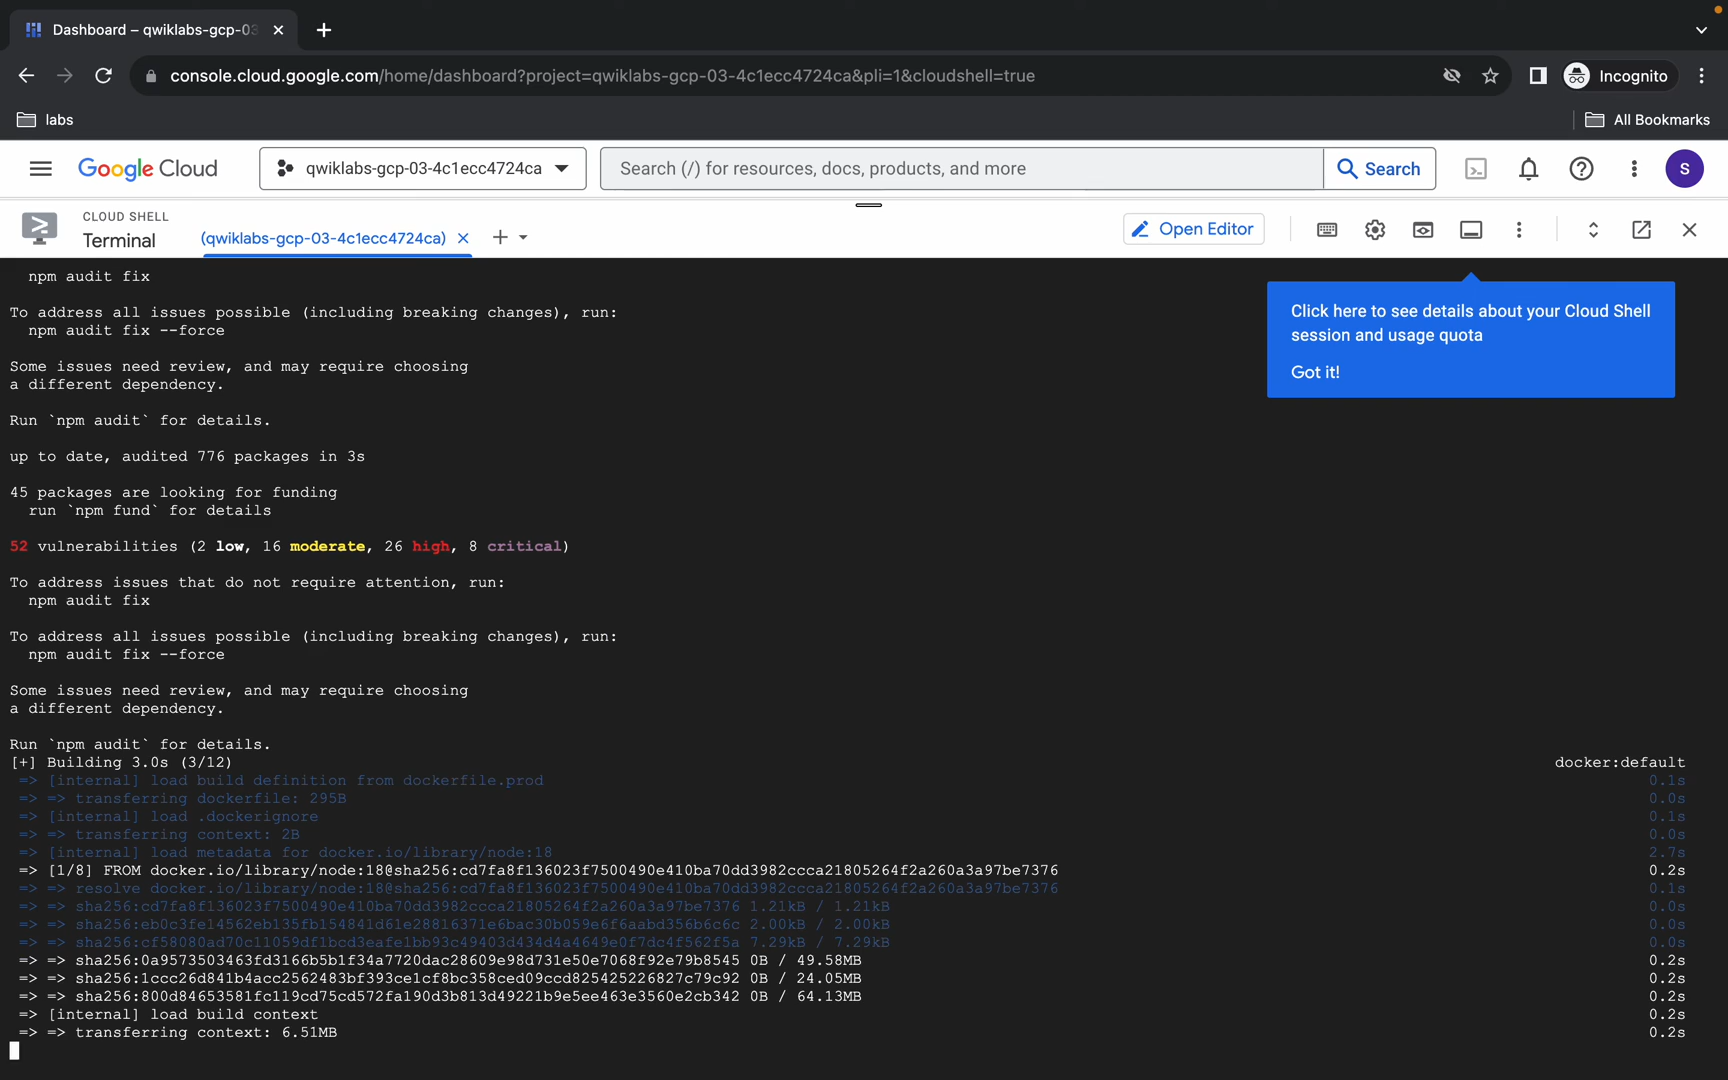 Dashboard – qwiklabs-gcp-03
console.cloud.google.com/home/dashboard?project=qwiklabs-gcp-03-4c1ecc4724ca&pli=1&cloudshell=true
Incognito
labs
All Bookmarks
Google Cloud
qwiklabs-gcp-03-4c1ecc4724ca
Search (/) for resources, docs, products, and more
Search
S
CLOUD SHELL
Terminal
(qwiklabs-gcp-03-4c1ecc4724ca)
Open Editor
Click here to see details about your Cloud Shell
session and usage quota
Got it!
npm audit fix
To address all issues possible (including breaking changes), run:
npm audit fix --force
Some issues need review, and may require choosing
a different dependency.
Run `npm audit` for details.
up to date, audited 776 packages in 3s
45 packages are looking for funding
run `npm fund` for details
52 vulnerabilities (2 low, 16 moderate, 26 high, 8 critical)
To address issues that do not require attention, run:
npm audit fix
To address all issues possible (including breaking changes), run:
npm audit fix --force
Some issues need review, and may require choosing
a different dependency.
Run `npm audit` for details.
[+] Building 3.0s (3/12) docker:default
=> [internal] load build definition from dockerfile.prod 0.1s
=> => transferring dockerfile: 295B 0.0s
=> [internal] load .dockerignore 0.1s
=> => transferring context: 2B 0.0s
=> [internal] load metadata for docker.io/library/node:18 2.7s
=> [1/8] FROM docker.io/library/node:18@sha256:cd7fa8f136023f7500490e410ba70dd3982ccca21805264f2a260a3a97be7376 0.2s
=> => resolve docker.io/library/node:18@sha256:cd7fa8f136023f7500490e410ba70dd3982ccca21805264f2a260a3a97be7376 0.1s
=> => sha256:cd7fa8f136023f7500490e410ba70dd3982ccca21805264f2a260a3a97be7376 1.21kB / 1.21kB 0.0s
=> => sha256:eb0c3fe14562eb135fb154841d61e28816371e6bac30b059e6f6aabd356b6c6c 2.00kB / 2.00kB 0.0s
=> => sha256:cf58080ad70c11059df1bcd3eafe1bb93c49403d434d4a4649e0f7dc4f562f5a 7.29kB / 7.29kB 0.0s
=> => sha256:0a9573503463fd3166b5b1f34a7720dac28609e98d731e50e7068f92e79b8545 0B / 49.58MB 0.2s
=> => sha256:1ccc26d841b4acc2562483bf393ce1cf8bc358ced09ccd825425226827c79c92 0B / 24.05MB 0.2s
=> => sha256:800d84653581fc119cd75cd572fa190d3b813d49221b9e5ee463e3560e2cb342 0B / 64.13MB 0.2s
=> [internal] load build context 0.2s
=> => transferring context: 6.51MB 0.2s